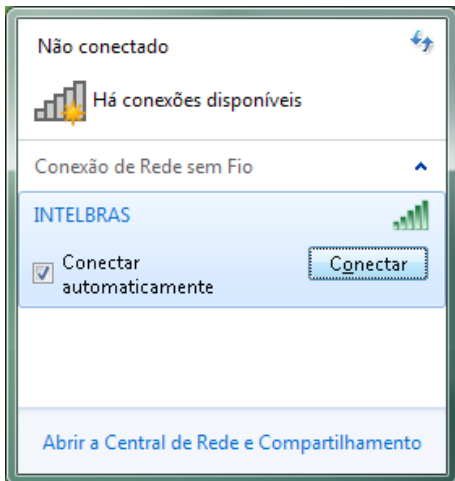 Não conectado
Há conexões disponíveis
Conexão de Rede sem Fio
INTELBRAS
Conectar
automaticamente
Conectar
Abrir a Central de Rede e Compartilhamento